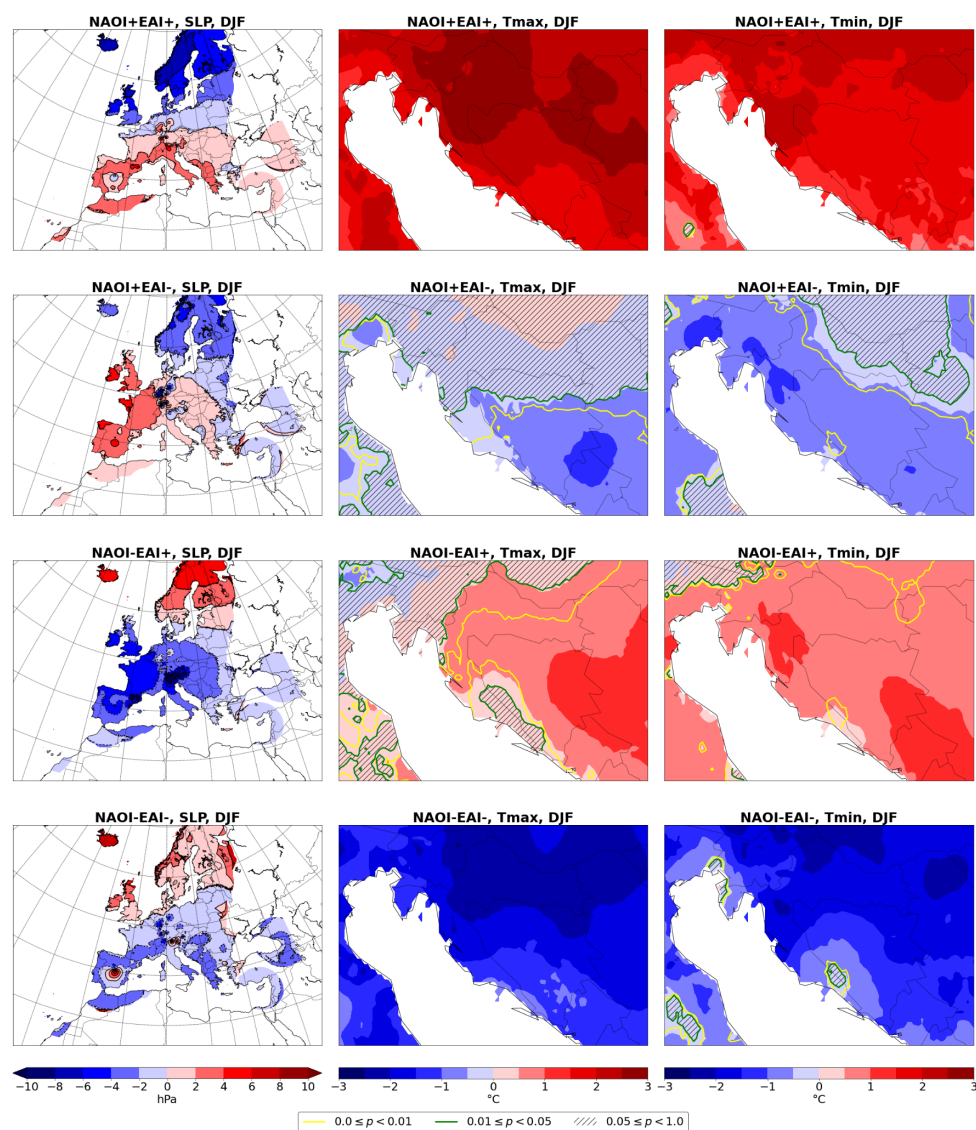 NAOI+EAI+, SLP, DJF
NAOI+EAI+, Tmax, DJF
NAOI+EAI+, Tmin, DJF
NAOI+EAI-, SLP, DJF
NAOI+EAI-, Tmax, DJF
NAOI+EAI-, Tmin, DJF
NAOI-EAI+, SLP, DJF
NAOI-EAI+, Tmax, DJF
NAOI-EAI+, Tmin, DJF
NAOI-EAI-, SLP, DJF
NAOI-EAI-, Tmax, DJF
NAOI-EAI-, Tmin, DJF
−10 −8 −6 −4 −2 0 2 4 6 8 10
hPa
−3 −2 −1 0 1 2 3
°C
−3 −2 −1 0 1 2 3
°C
0.0 ≤ p < 0.01
0.01 ≤ p < 0.05
0.05 ≤ p < 1.0